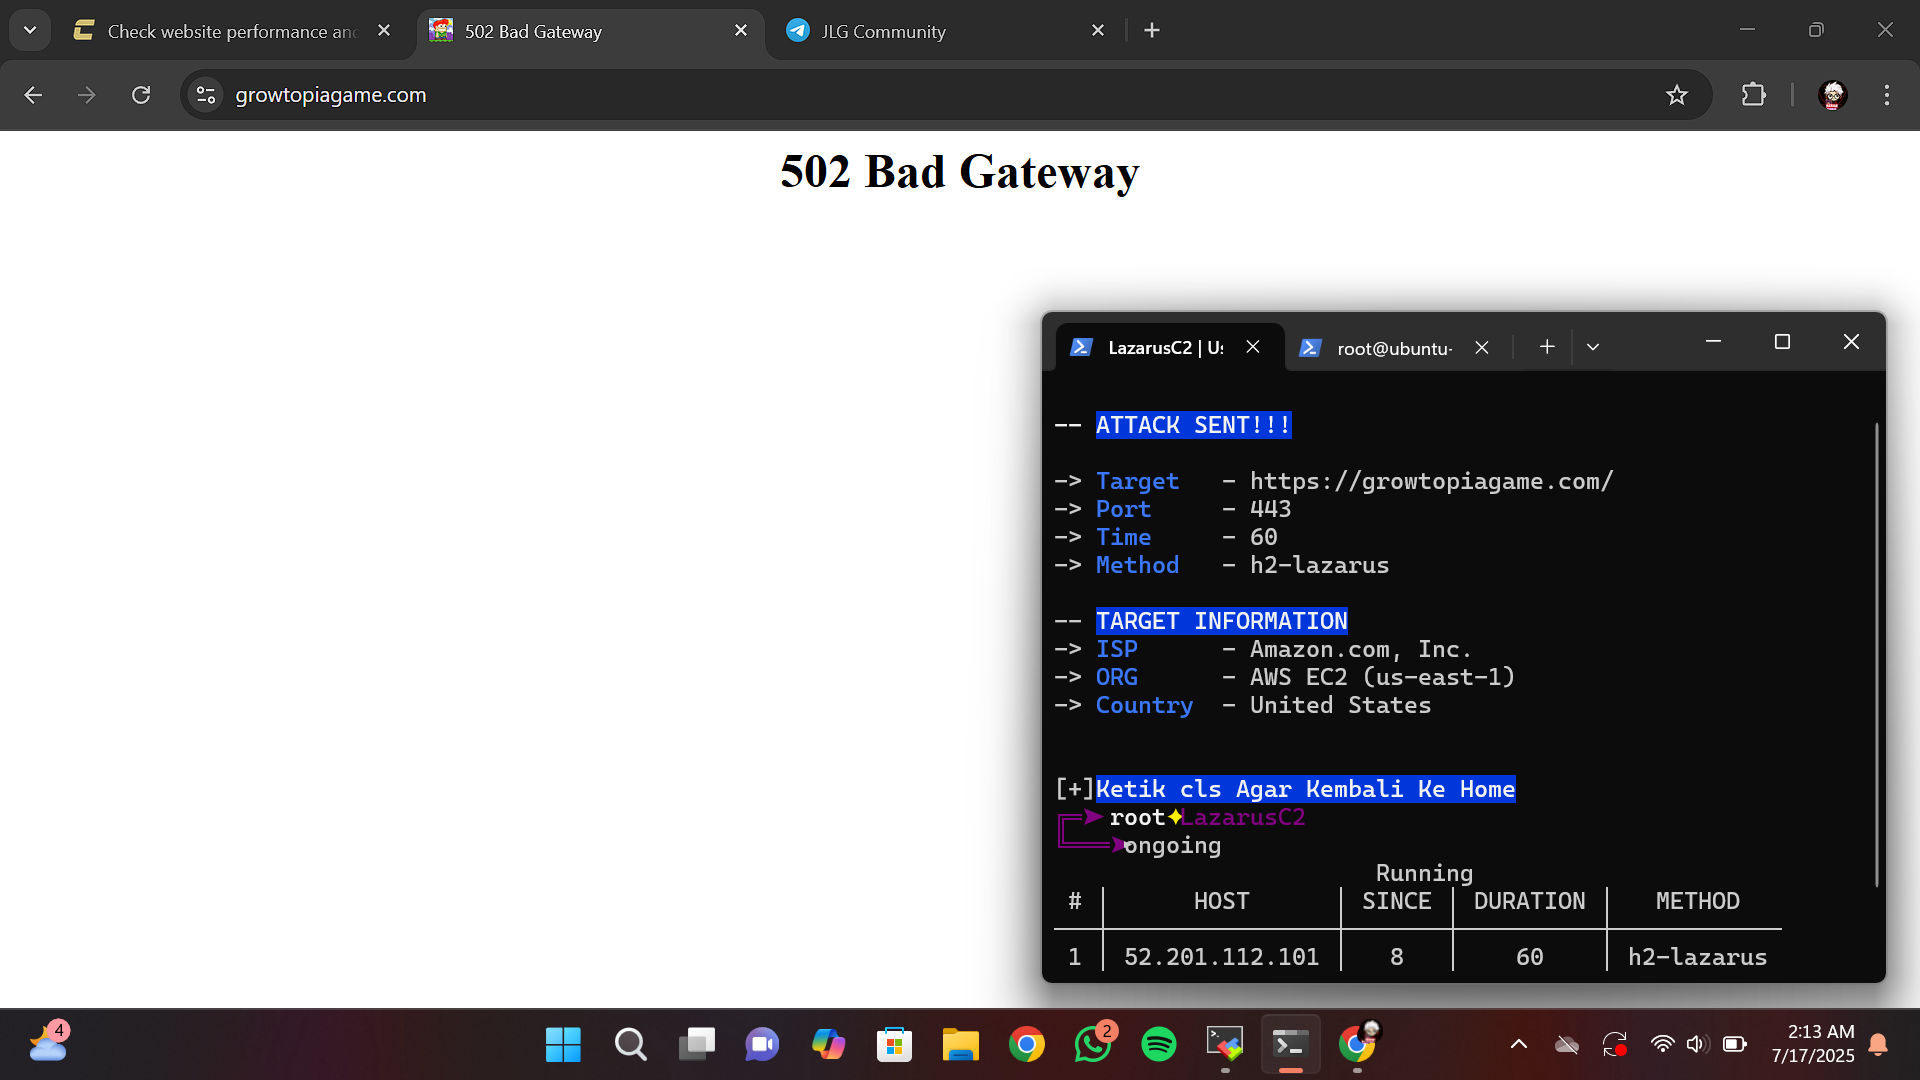 Check website performance and
502 Bad Gateway
JLG Community
growtopiagame.com
502 Bad Gateway
LazarusC2 | Us
root@ubuntu-
-- ATTACK SENT!!!
-> Target - https://growtopiagame.com/
-> Port - 443
-> Time - 60
-> Method - h2-lazarus
-- TARGET INFORMATION
-> ISP - Amazon.com, Inc.
-> ORG - AWS EC2 (us-east-1)
-> Country - United States
[+]Ketik cls Agar Kembali Ke Home
root✦LazarusC2
ongoing
Running
# HOST SINCE DURATION METHOD
1 52.201.112.101 8 60 h2-lazarus
4
2
2:13 AM
7/17/2025